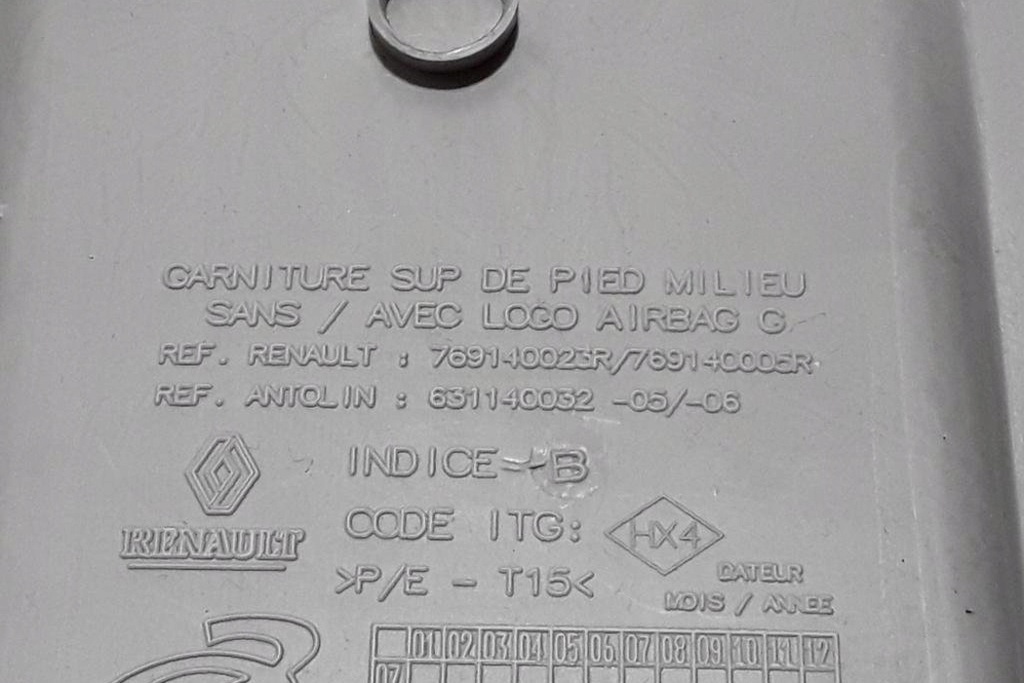 GARNITURE SUP DE PIED MILIEU
SANS / AVEC LOGO AIRBAG G
REF. RENAULT : 769140023R/769140005R
REF. ANTOLIN : 631140032 -05/-06
INDICE - B
CODE ITG: HX4
RENAULT
>P/E - T15<
DATEUR
MOIS / ANNEE
01 02 03 04 05 06 07 08 09 10 11 12
07